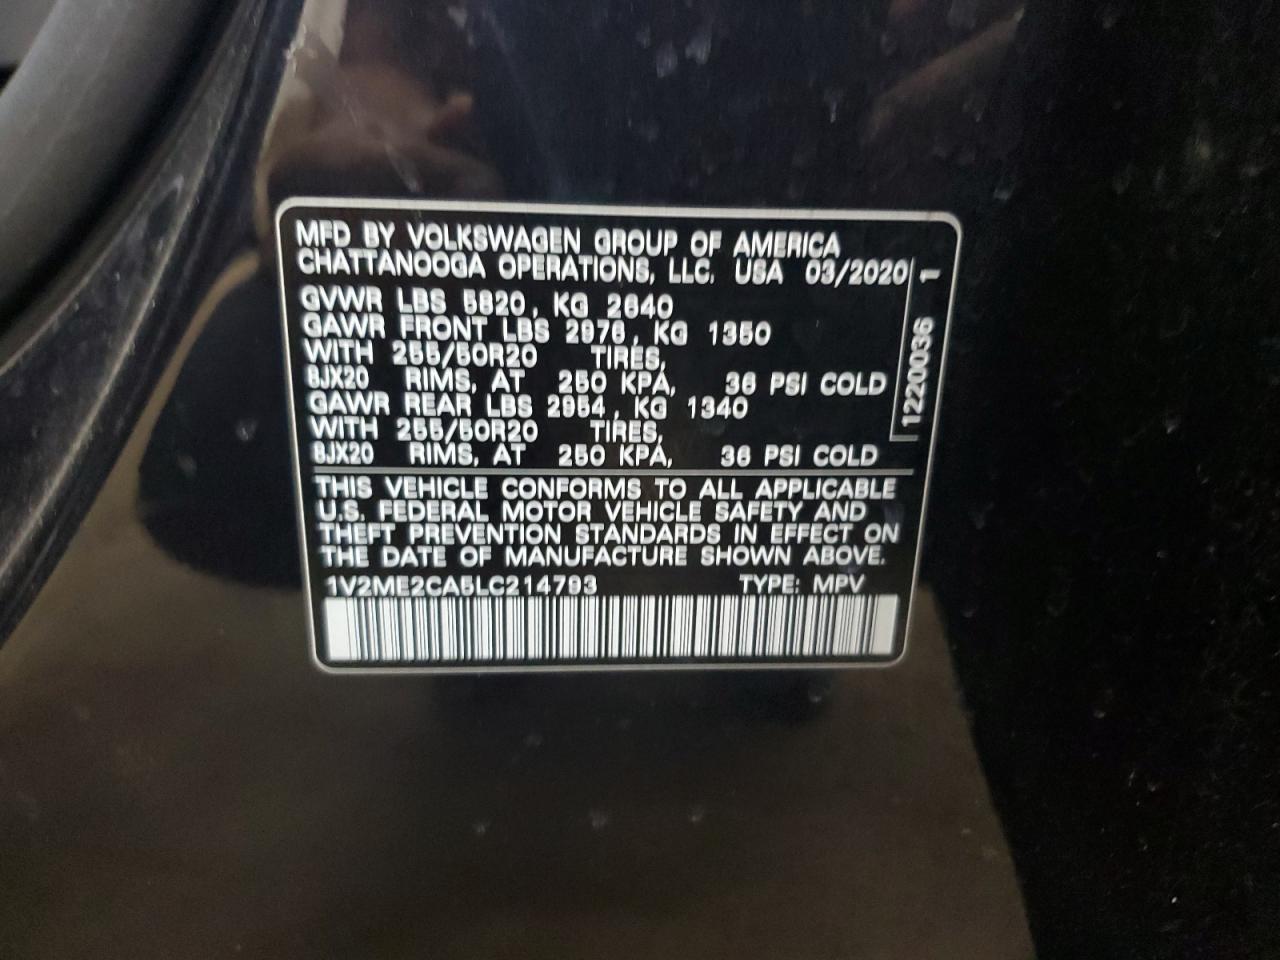 MFD BY VOLKSWAGEN GROUP OF AMERICA
CHATTANOOGA OPERATIONS, LLC. USA 03/2020
GVWR LBS 5820, KG 2640
GAWR FRONT LBS 2976, KG 1350
WITH 255/50R20 TIRES,
8JX20 RIMS, AT 250 KPA, 36 PSI COLD
GAWR REAR LBS 2954, KG 1340
WITH 255/50R20 TIRES,
8JX20 RIMS, AT 250 KPA, 36 PSI COLD
THIS VEHICLE CONFORMS TO ALL APPLICABLE
U.S. FEDERAL MOTOR VEHICLE SAFETY AND
THEFT PREVENTION STANDARDS IN EFFECT ON
THE DATE OF MANUFACTURE SHOWN ABOVE.
1V2ME2CA5LC214793 TYPE: MPV
1220036 1